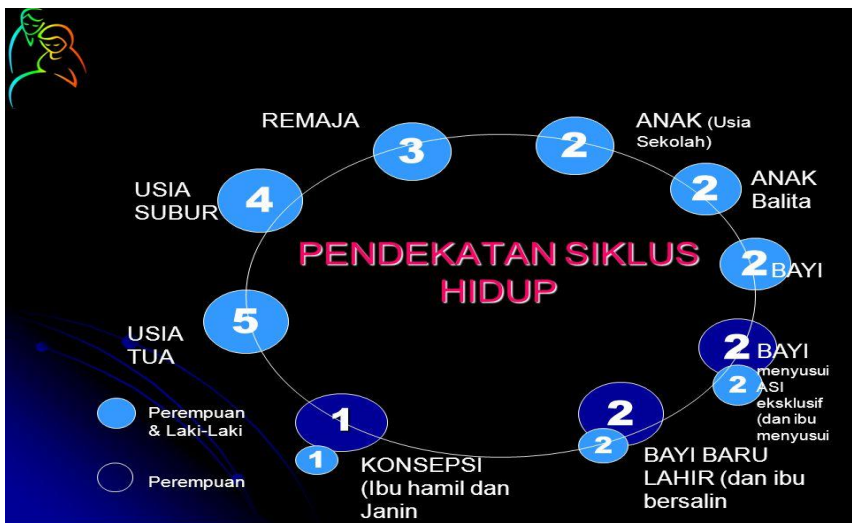 REMAJA
3
2
ANAK (Usia
Sekolah)
USIA
SUBUR
4
2
ANAK
Balita
PENDEKATAN SIKLUS
HIDUP
2
BAYI
USIA
TUA
5
2
BAYI
2
menyusui
ASI
eksklusif
(dan ibu
menyusui
1
1
KONSEPSI
(Ibu hamil dan
Janin
2
2
BAYI BARU
LAHIR (dan ibu
bersalin
Perempuan
& Laki-Laki
Perempuan